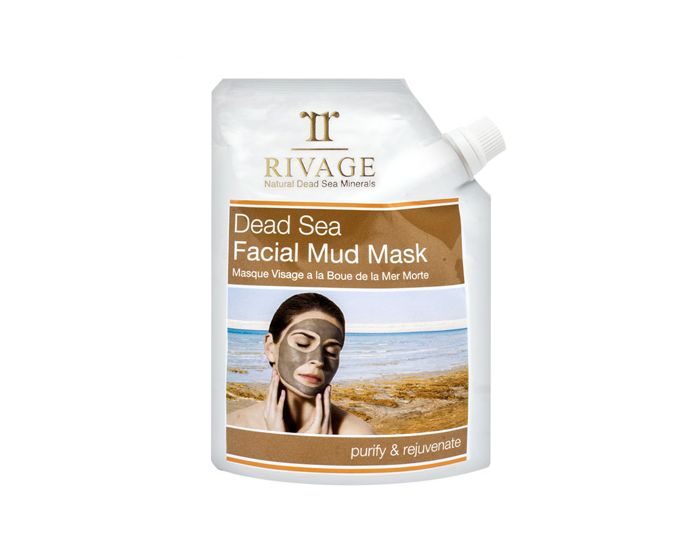 RIVAGE
Natural Dead Sea Minerals
Dead Sea
Facial Mud Mask
Masque Visage a la Boue de la Mer Morte
purify & rejuvenate